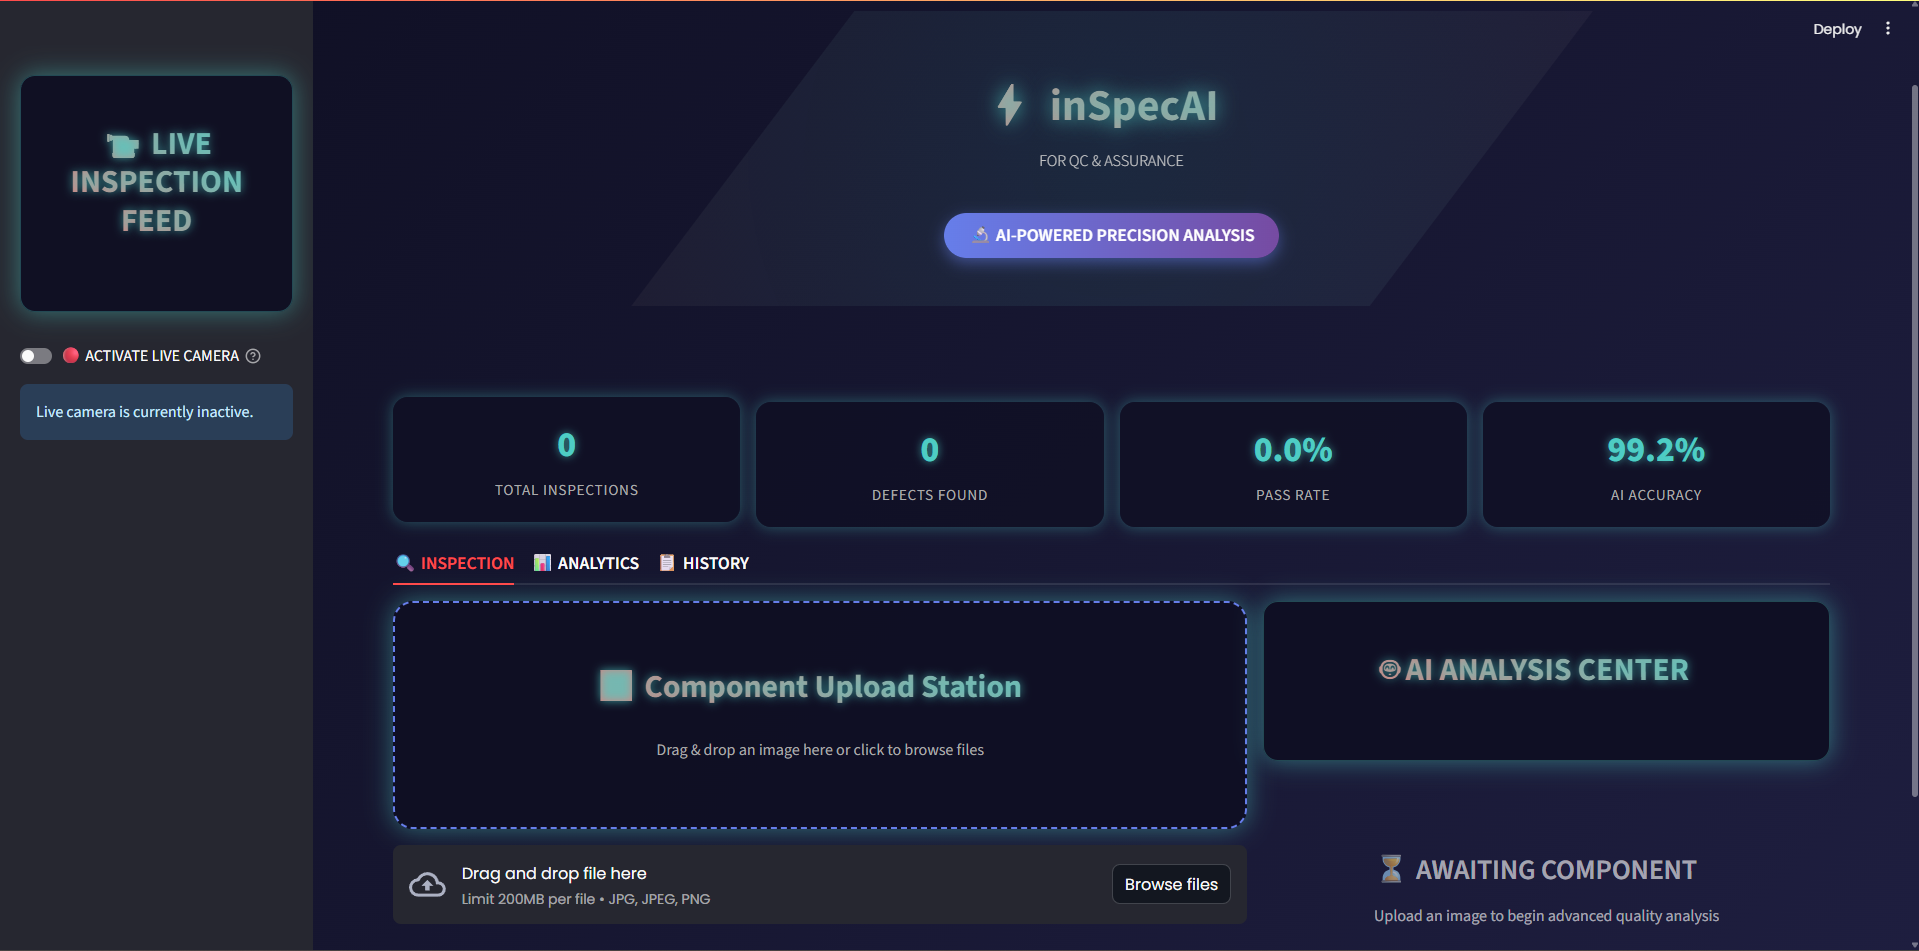 Deploy
LIVE
INSPECTION
FEED
ACTIVATE LIVE CAMERA
Live camera is currently inactive.
inSpecAI
FOR QC & ASSURANCE
AI-POWERED PRECISION ANALYSIS
0
TOTAL INSPECTIONS
0
DEFECTS FOUND
0.0%
PASS RATE
99.2%
AI ACCURACY
INSPECTION
ANALYTICS
HISTORY
Component Upload Station
Drag & drop an image here or click to browse files
Drag and drop file here
Limit 200MB per file • JPG, JPEG, PNG
Browse files
AI ANALYSIS CENTER
AWAITING COMPONENT
Upload an image to begin advanced quality analysis